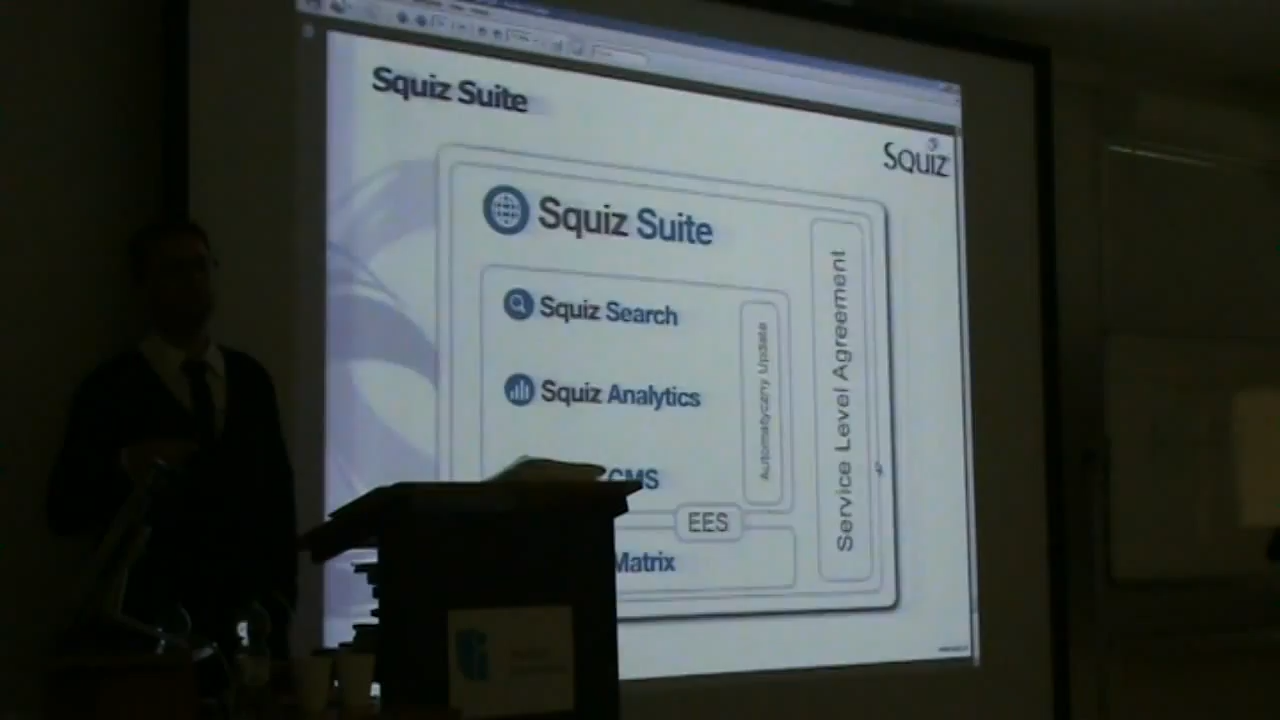 Squiz Suite
Squiz
Squiz Suite
Squiz Search
Squiz Analytics
CMS
EES
Matrix
Automatyczny Update
Service Level Agreement